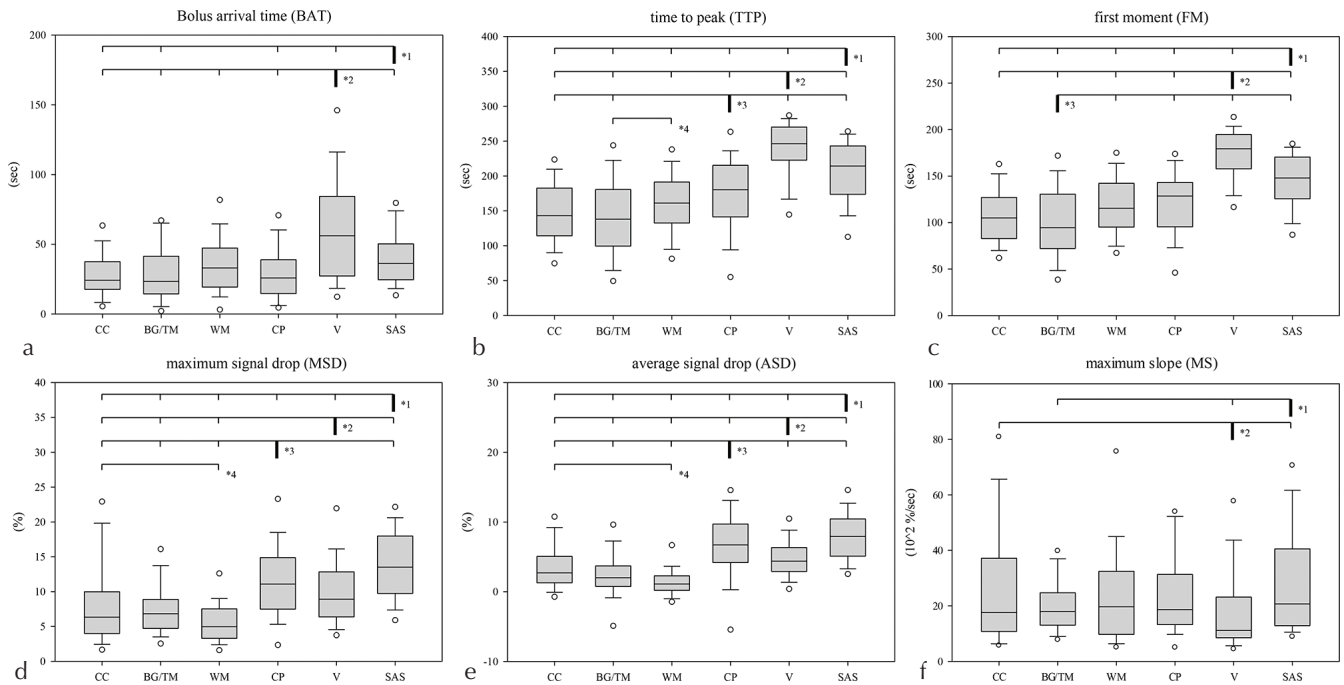 Bolus arrival time (BAT)
200
150
100
50
0
(sec)
*1
*2
CC BG/TM WM CP V SAS
a
time to peak (TTP)
400
350
300
250
200
150
100
50
0
(sec)
*1
*2
*3
*4
CC BG/TM WM CP V SAS
b
first moment (FM)
300
250
200
150
100
50
0
(sec)
*1
*2
*3
CC BG/TM WM CP V SAS
c
maximum signal drop (MSD)
40
35
30
25
20
15
10
5
0
(%)
*1
*2
*3
*4
CC BG/TM WM CP V SAS
d
average signal drop (ASD)
30
20
10
0
-10
(%)
*1
*2
*3
*4
CC BG/TM WM CP V SAS
e
maximum slope (MS)
100
80
60
40
20
0
(10^2 %/sec)
*1
*2
CC BG/TM WM CP V SAS
f